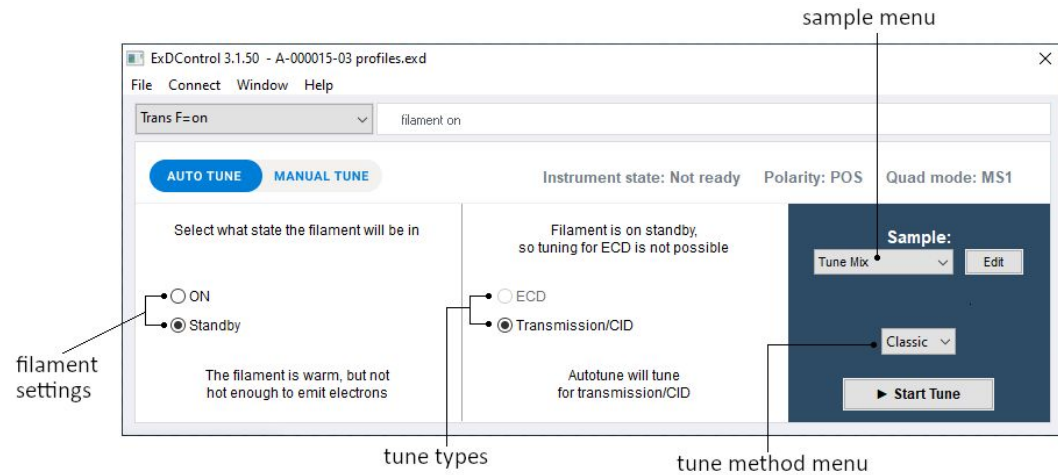 sample menu
ExDControl 3.1.50 - A-000015-03 profiles.exd
File Connect Window Help
Trans F=on
filament on
AUTO TUNE MANUAL TUNE
Instrument state: Not ready Polarity: POS Quad mode: MS1
Select what state the filament will be in
ON
Standby
The filament is warm, but not
hot enough to emit electrons
Filament is on standby,
so tuning for ECD is not possible
ECD
Transmission/CID
Autotune will tune
for transmission/CID
Sample:
Tune Mix Edit
Classic
► Start Tune
filament
settings
tune types
tune method menu